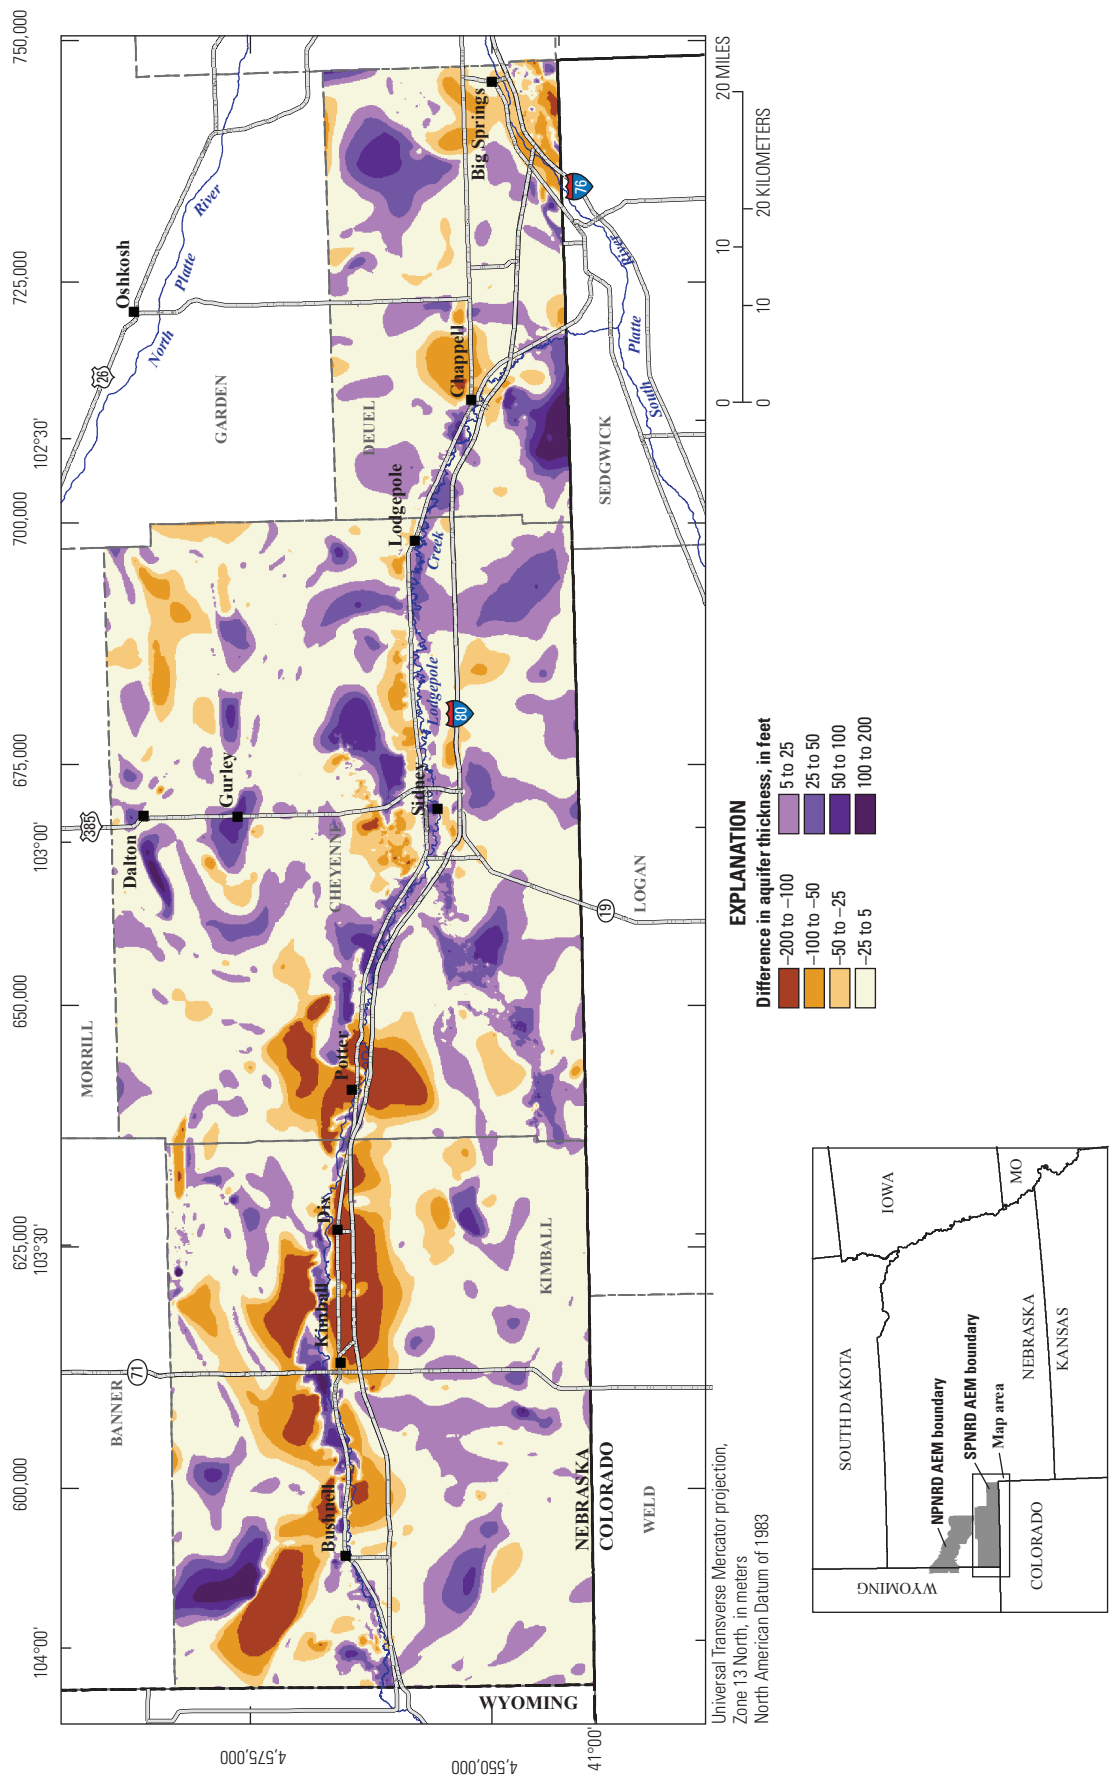 104°00'
600,000
625,000
103°30'
650,000
103°00'
675,000
700,000
102°30'
725,000
750,000
4,575,000
4,550,000
41°00'
BANNER
MORRILL
GARDEN
DEUEL
CHEYENNE
KIMBALL
SEDGWICK
LOGAN
WELD
WYOMING
NEBRASKA
COLORADO
71
385
26
80
76
19
Oshkosh
North
Platte
River
Dalton
Gurley
Bushnell
Kimball
Dix
Potter
Sidney
Lodgepole
Chappell
Big Springs
Lodgepole
Creek
South
Platte
River
0
10
20 MILES
0
10
20 KILOMETERS
Universal Transverse Mercator projection,
Zone 13 North, in meters
North American Datum of 1983
EXPLANATION
Difference in aquifer thickness, in feet
–200 to –100
–100 to –50
–50 to –25
–25 to 5
5 to 25
25 to 50
50 to 100
100 to 200
SOUTH DAKOTA
IOWA
WYOMING
NPNRD AEM boundary
SPNRD AEM boundary
Map area
NEBRASKA
MO
COLORADO
KANSAS